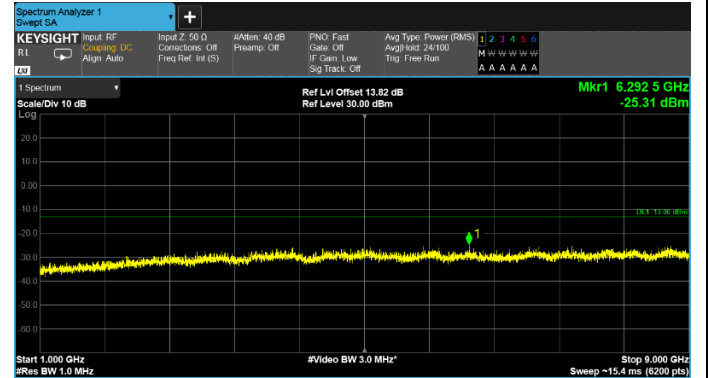 Spectrum Analyzer 1
Swept SA
+
KEYSIGHT Input: RF Input Z: 50 Ω #Atten: 40 dB PNO: Fast Avg Type: Power (RMS) 1 2 3 4 5 6
RL Coupling: DC Corrections: Off Preamp: Off Gate: Off Avg|Hold: 24/100 M W W W W W
Align: Auto Freq Ref: Int (S) IF Gain: Low Trig: Free Run
LXI Sig Track: Off A A A A A A
1 Spectrum Ref Lvl Offset 13.82 dB Mkr1 6.292 5 GHz
Scale/Div 10 dB Ref Level 30.00 dBm -25.31 dBm
Log
20.0
10.0
0.00
-10.0
DL1 -13.00 dBm
-20.0
1
-30.0
-40.0
-50.0
-60.0
Start 1.000 GHz #Video BW 3.0 MHz* Stop 9.000 GHz
#Res BW 1.0 MHz Sweep ~15.4 ms (6200 pts)